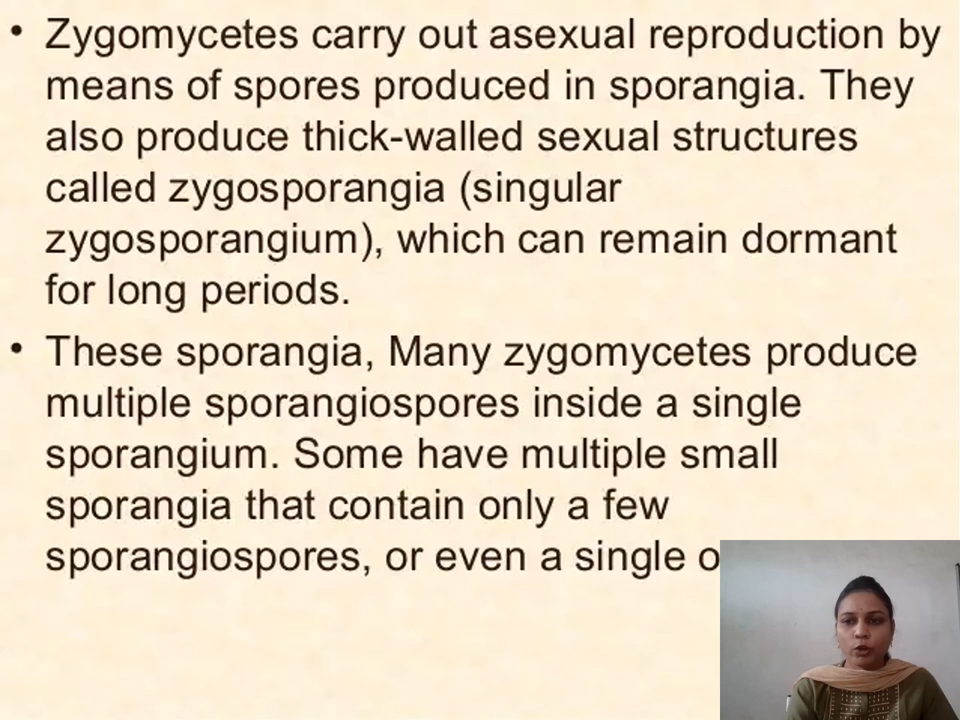 • Zygomycetes carry out asexual reproduction by
means of spores produced in sporangia. They
also produce thick-walled sexual structures
called zygosporangia (singular
zygosporangium), which can remain dormant
for long periods.
• These sporangia, Many zygomycetes produce
multiple sporangiospores inside a single
sporangium. Some have multiple small
sporangia that contain only a few
sporangiospores, or even a single